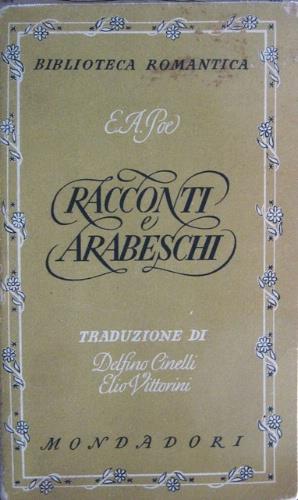 BIBLIOTECA ROMANTICA
E.A.Poe
RACCONTI
e
ARABESCHI
TRADUZIONE DI
Delfino Cinelli
Elio Vittorini
MONDADORI